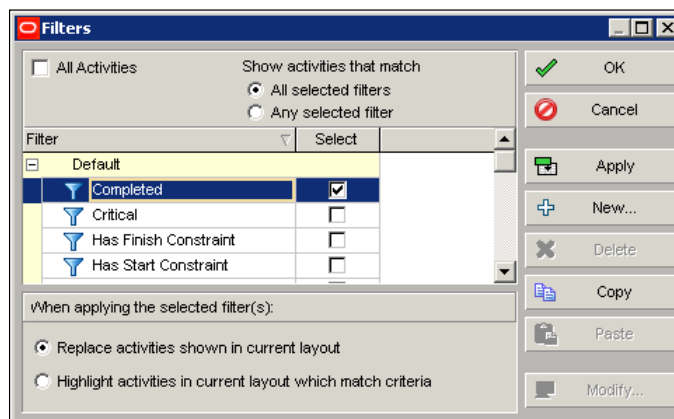 Filters
All Activities
Show activities that match
All selected filters
Any selected filter
Filter Select
Default
Completed
Critical
Has Finish Constraint
Has Start Constraint
When applying the selected filter(s):
Replace activities shown in current layout
Highlight activities in current layout which match criteria
OK
Cancel
Apply
New...
Delete
Copy
Paste
Modify...